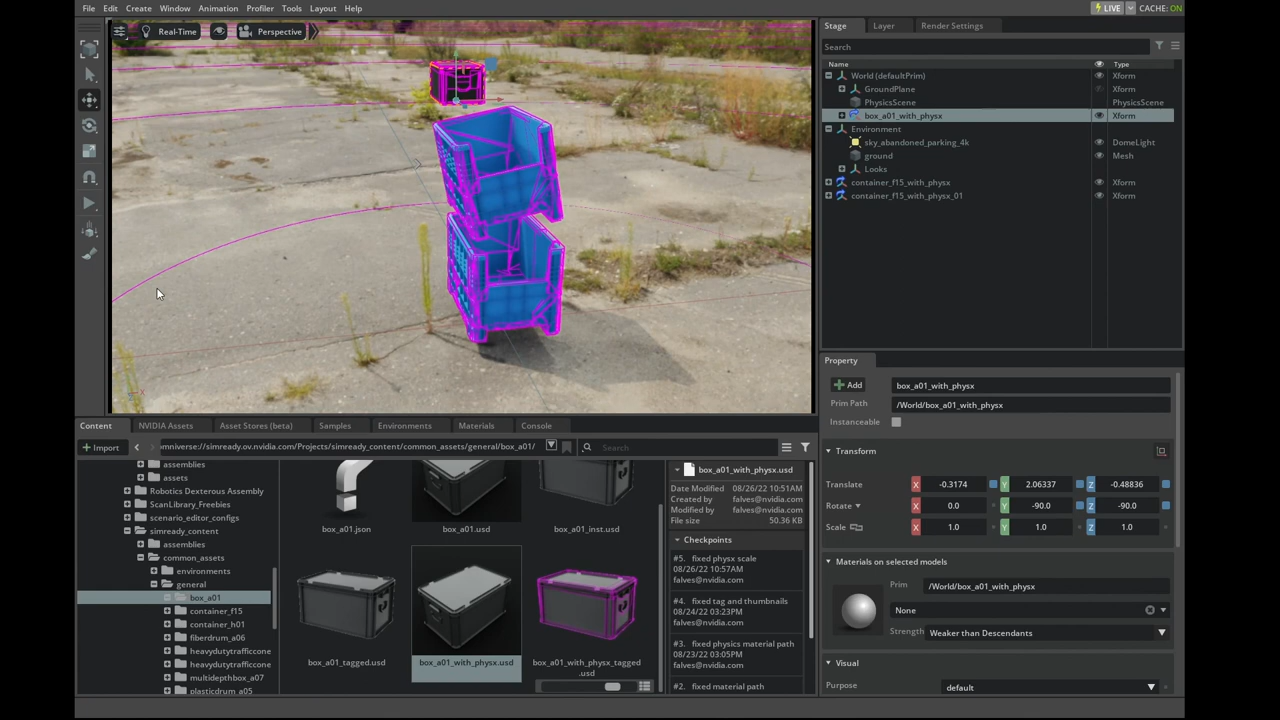 File Edit Create Window Animation Profiler Tools Layout Help
LIVE CACHE: ON
Real-Time Perspective
Stage Layer Render Settings
Search
Name Type
World (defaultPrim) Xform
GroundPlane Xform
PhysicsScene PhysicsScene
box_a01_with_physx Xform
Environment Xform
sky_abandoned_parking_4k DomeLight
ground Mesh
Looks
container_f15_with_physx Xform
container_f15_with_physx_01 Xform
Property
Add box_a01_with_physx
Prim Path /World/box_a01_with_physx
Instanceable
Transform
Translate X -0.3174 Y 2.06337 Z -0.48836
Rotate X 0.0 Y -90.0 Z -90.0
Scale X 1.0 Y 1.0 Z 1.0
Materials on selected models
Prim /World/box_a01_with_physx
None
Strength Weaker than Descendants
Visual
Purpose default
Content NVIDIA Assets Asset Stores (beta) Samples Environments Materials Console
Import omniverse://simready.ov.nvidia.com/Projects/simready_content/common_assets/general/box_a01/ Search
assemblies
assets
Robotics Dexterous Assembly
ScanLibrary_Freebies
scenario_editor_configs
simready_content
assemblies
common_assets
environments
general
box_a01
container_f15
container_h01
fiberdrum_a06
heavydutytrafficcone
heavydutytrafficcone
multidepthbox_a07
plasticdrum_a05
box_a01.json
box_a01.usd
box_a01_inst.usd
box_a01_tagged.usd
box_a01_with_physx.usd
box_a01_with_physx_tagged
.usd
box_a01_with_physx.usd
Date Modified 08/26/22 10:51AM
Created by falves@nvidia.com
Modified by falves@nvidia.com
File size 50.36 KB
Checkpoints
#5. fixed physx scale
08/26/22 10:57AM
falves@nvidia.com
#4. fixed tag and thumbnails
08/24/22 03:23PM
falves@nvidia.com
#3. fixed physics material path
08/23/22 03:05PM
falves@nvidia.com
#2. fixed material path